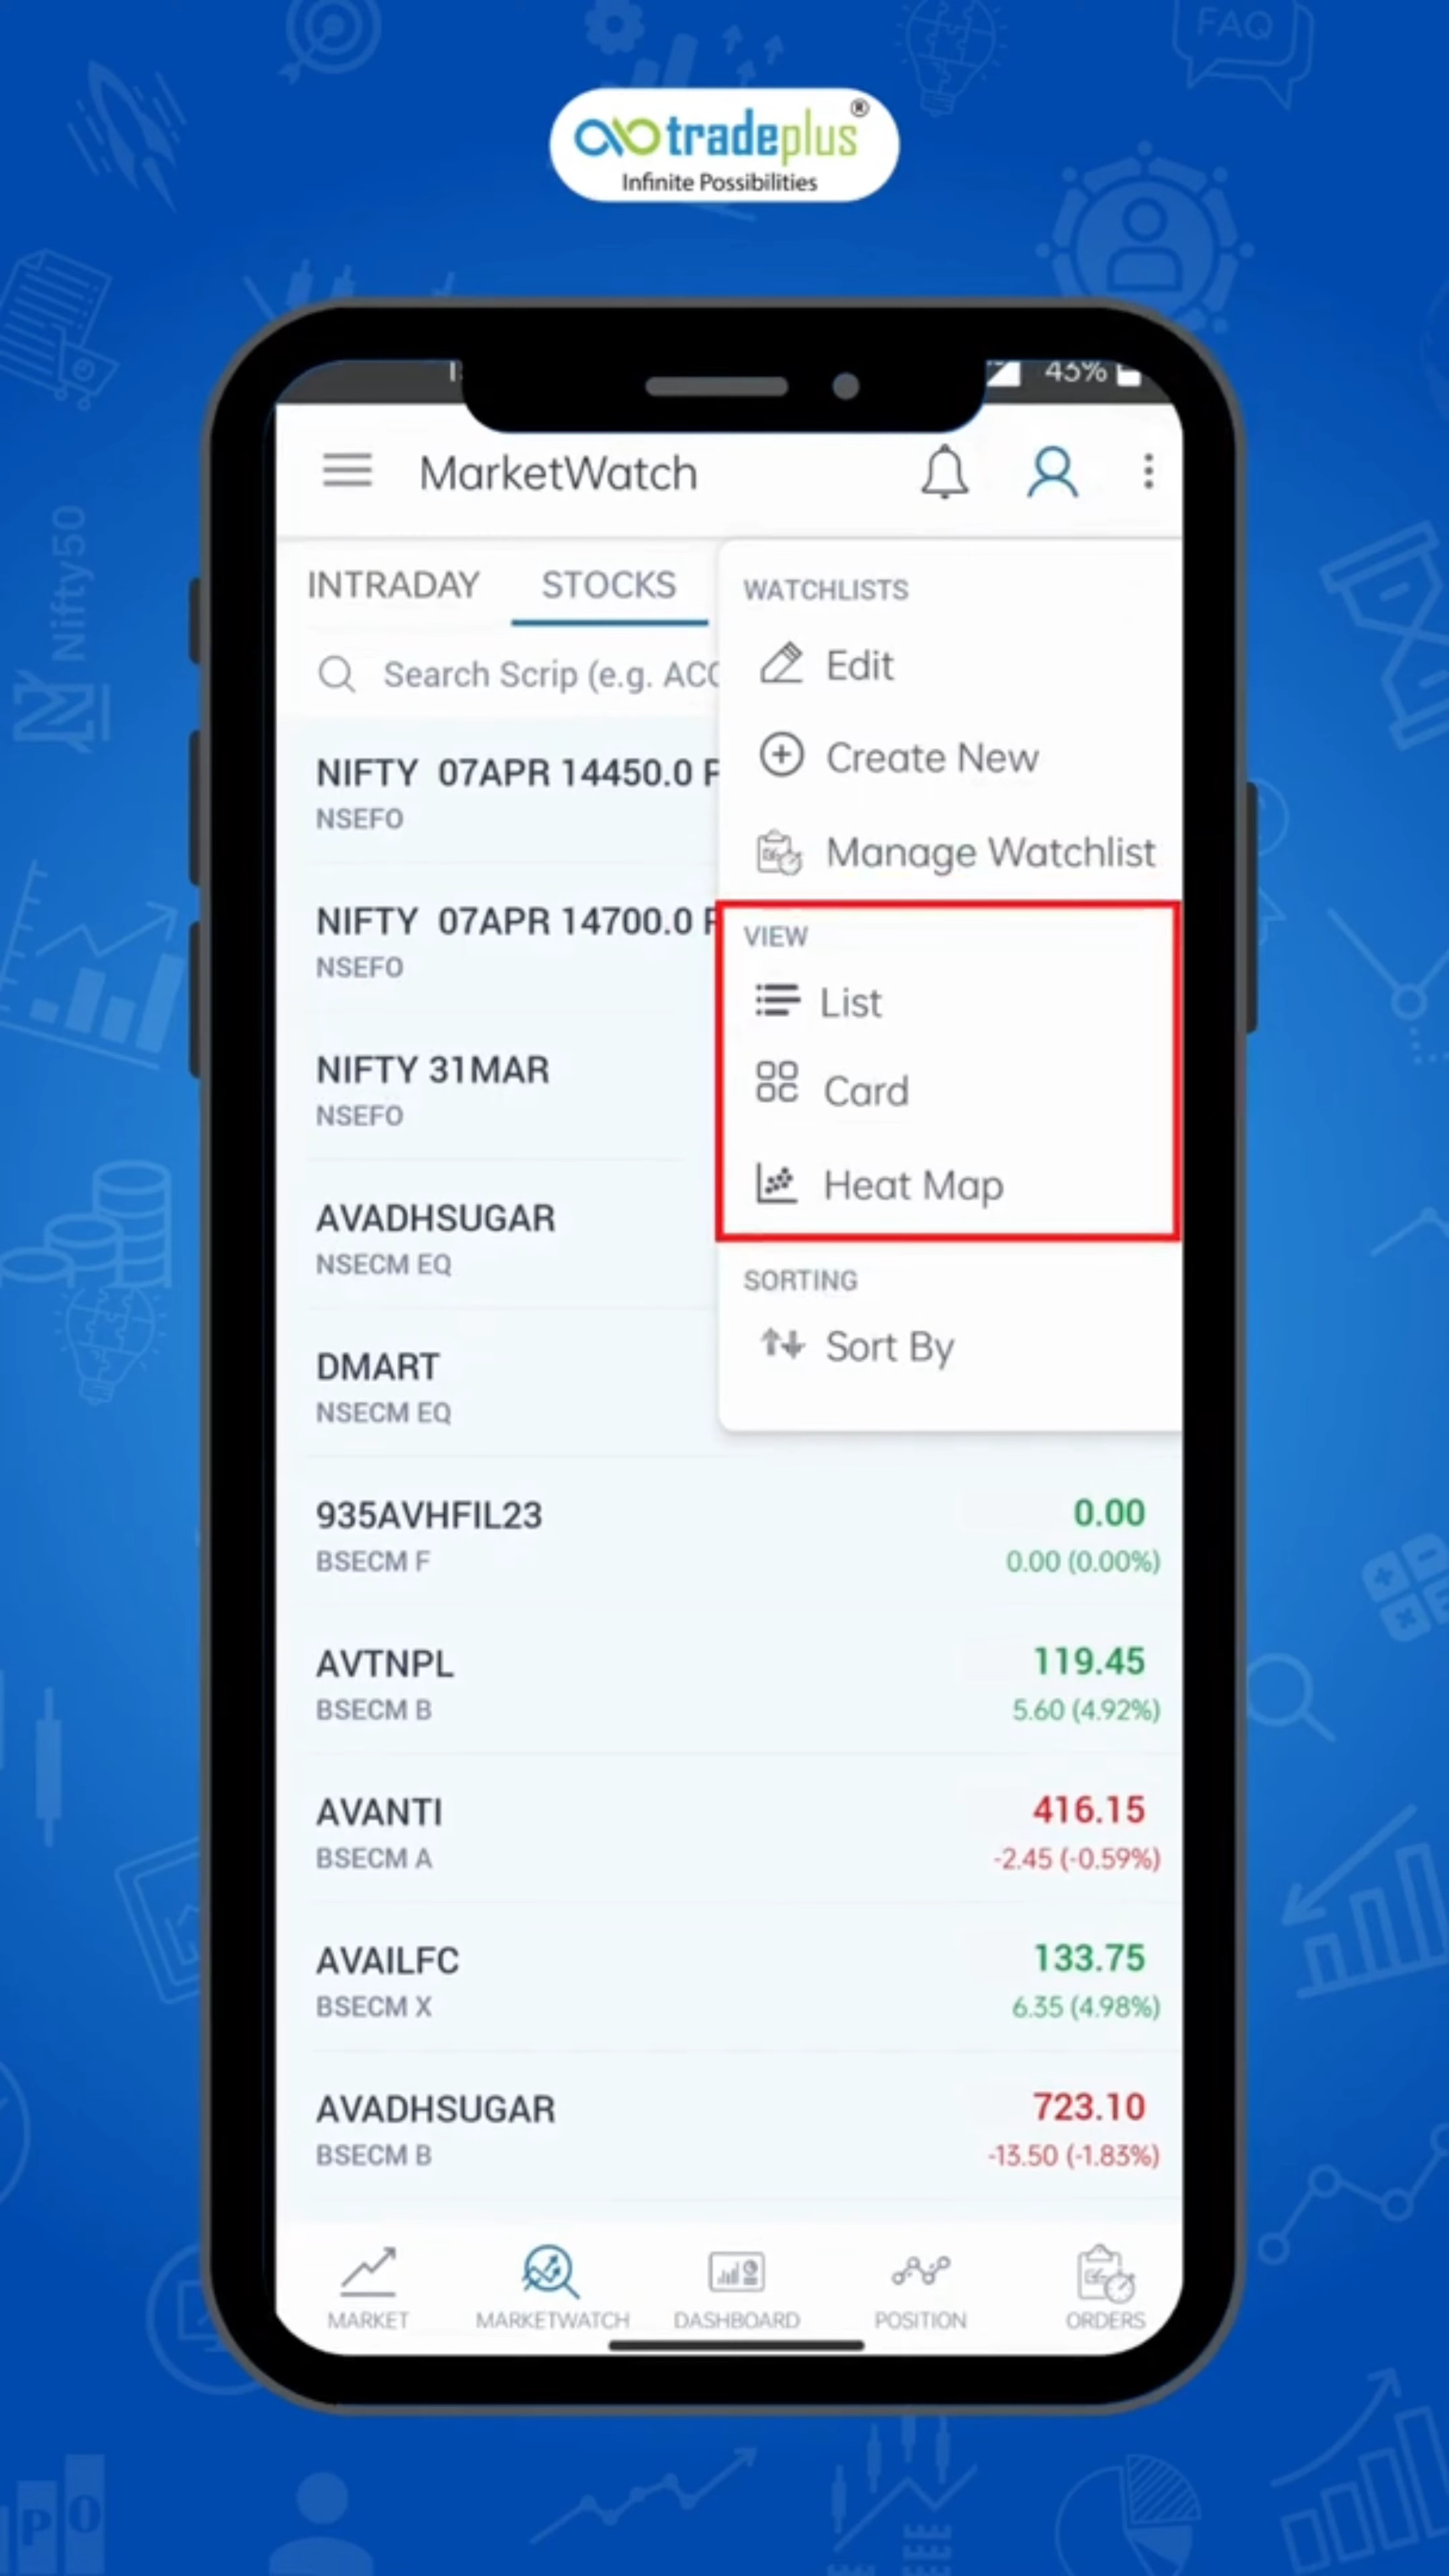 FAQ
tradeplus®
Infinite Possibilities
43%
MarketWatch
INTRADAY
STOCKS
Search Scrip (e.g. ACC
WATCHLISTS
Edit
Create New
Manage Watchlist
VIEW
List
Card
Heat Map
SORTING
Sort By
Nifty50
NIFTY 07APR 14450.0 P
NSEFO
NIFTY 07APR 14700.0
NSEFO
NIFTY 31MAR
NSEFO
AVADHSUGAR
NSECM EQ
DMART
NSECM EQ
935AVHFIL23
0.00
BSECM F
0.00 (0.00%)
AVTNPL
119.45
BSECM B
5.60 (4.92%)
AVANTI
416.15
BSECM A
-2.45 (-0.59%)
AVAILFC
133.75
BSECM X
6.35 (4.98%)
AVADHSUGAR
723.10
BSECM B
-13.50 (-1.83%)
MARKET
MARKETWATCH
DASHBOARD
POSITION
ORDERS
PO